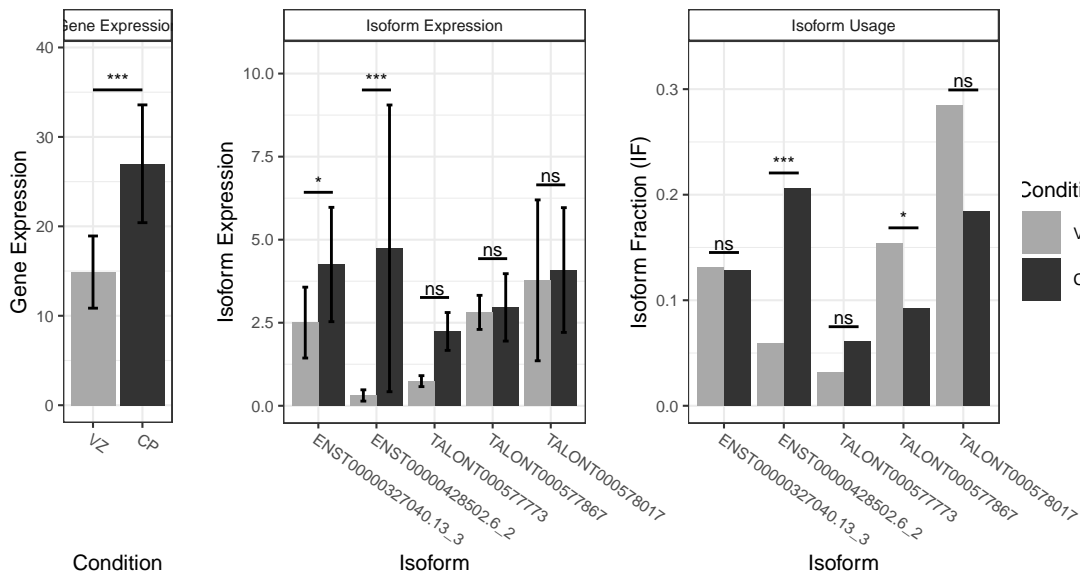 Gene Expression
Isoform Expression
Isoform Usage
Gene Expression
40
30
20
10
0
***
VZ
CP
Condition
Isoform Expression
10.0
7.5
5.0
2.5
0.0
*
***
ns
ns
ns
ENST00000327040.13_3
ENST00000428502.6_2
TALONT000577773
TALONT000577867
TALONT000578017
Isoform
Isoform Fraction (IF)
0.3
0.2
0.1
0.0
ns
***
ns
*
ns
ENST00000327040.13_3
ENST00000428502.6_2
TALONT000577773
TALONT000577867
TALONT000578017
Isoform
Conditi
V
C